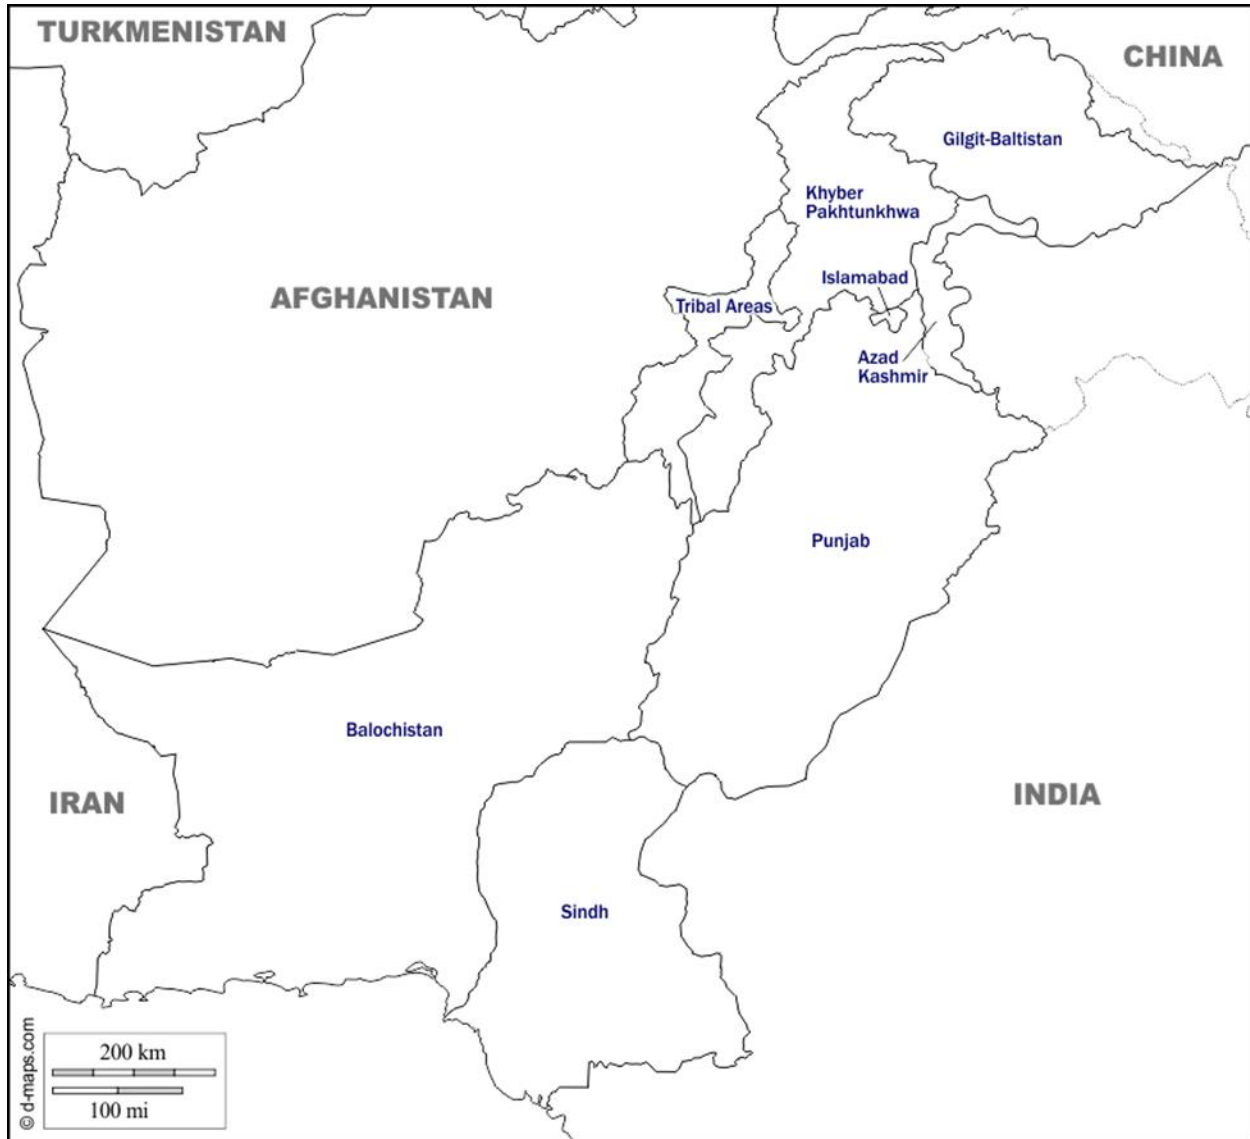 TURKMENISTAN
CHINA
Gilgit-Baltistan
Khyber
Pakhtunkhwa
Islamabad
AFGHANISTAN
Tribal Areas
Azad
Kashmir
Punjab
Balochistan
IRAN
INDIA
Sindh
200 km
100 mi
© d-maps.com